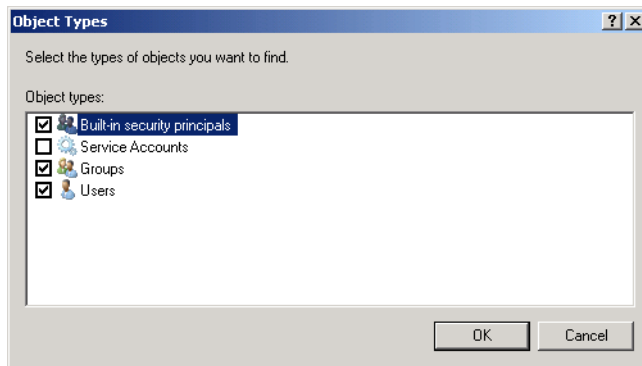 Object Types
Select the types of objects you want to find.
Object types:
Built-in security principals
Service Accounts
Groups
Users
OK Cancel